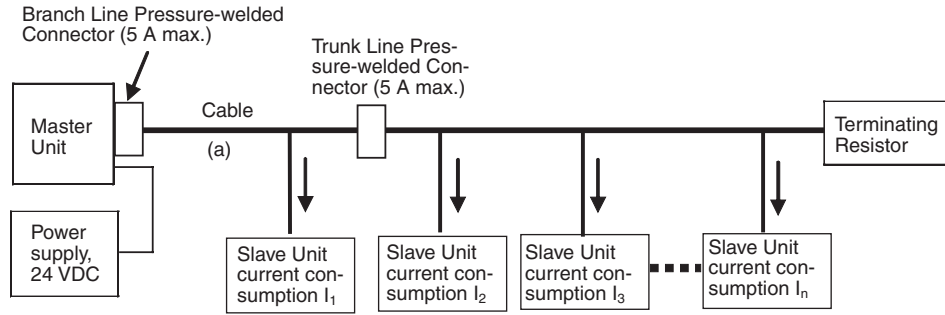 Branch Line Pressure-welded
Connector (5 A max.)
Trunk Line Pres-
sure-welded Con-
nector (5 A max.)
Master
Unit
Cable
(a)
Terminating
Resistor
Power
supply,
24 VDC
Slave Unit
current con-
sumption I₁
Slave Unit
current con-
sumption I₂
Slave Unit
current con-
sumption I₃
Slave Unit
current con-
sumption Iₙ